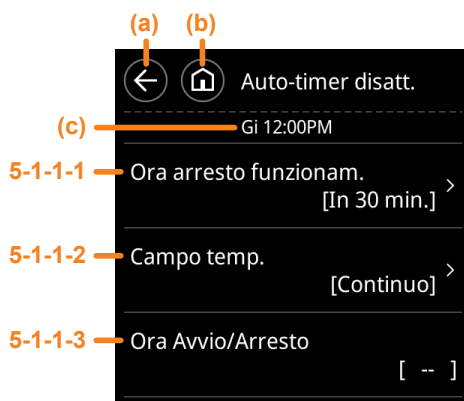 (a) (b)
Auto-timer disatt.
(c) Gi 12:00PM
5-1-1-1 Ora arresto funzionam.
[In 30 min.]
5-1-1-2 Campo temp.
[Continuo]
5-1-1-3 Ora Avvio/Arresto
[ -- ]